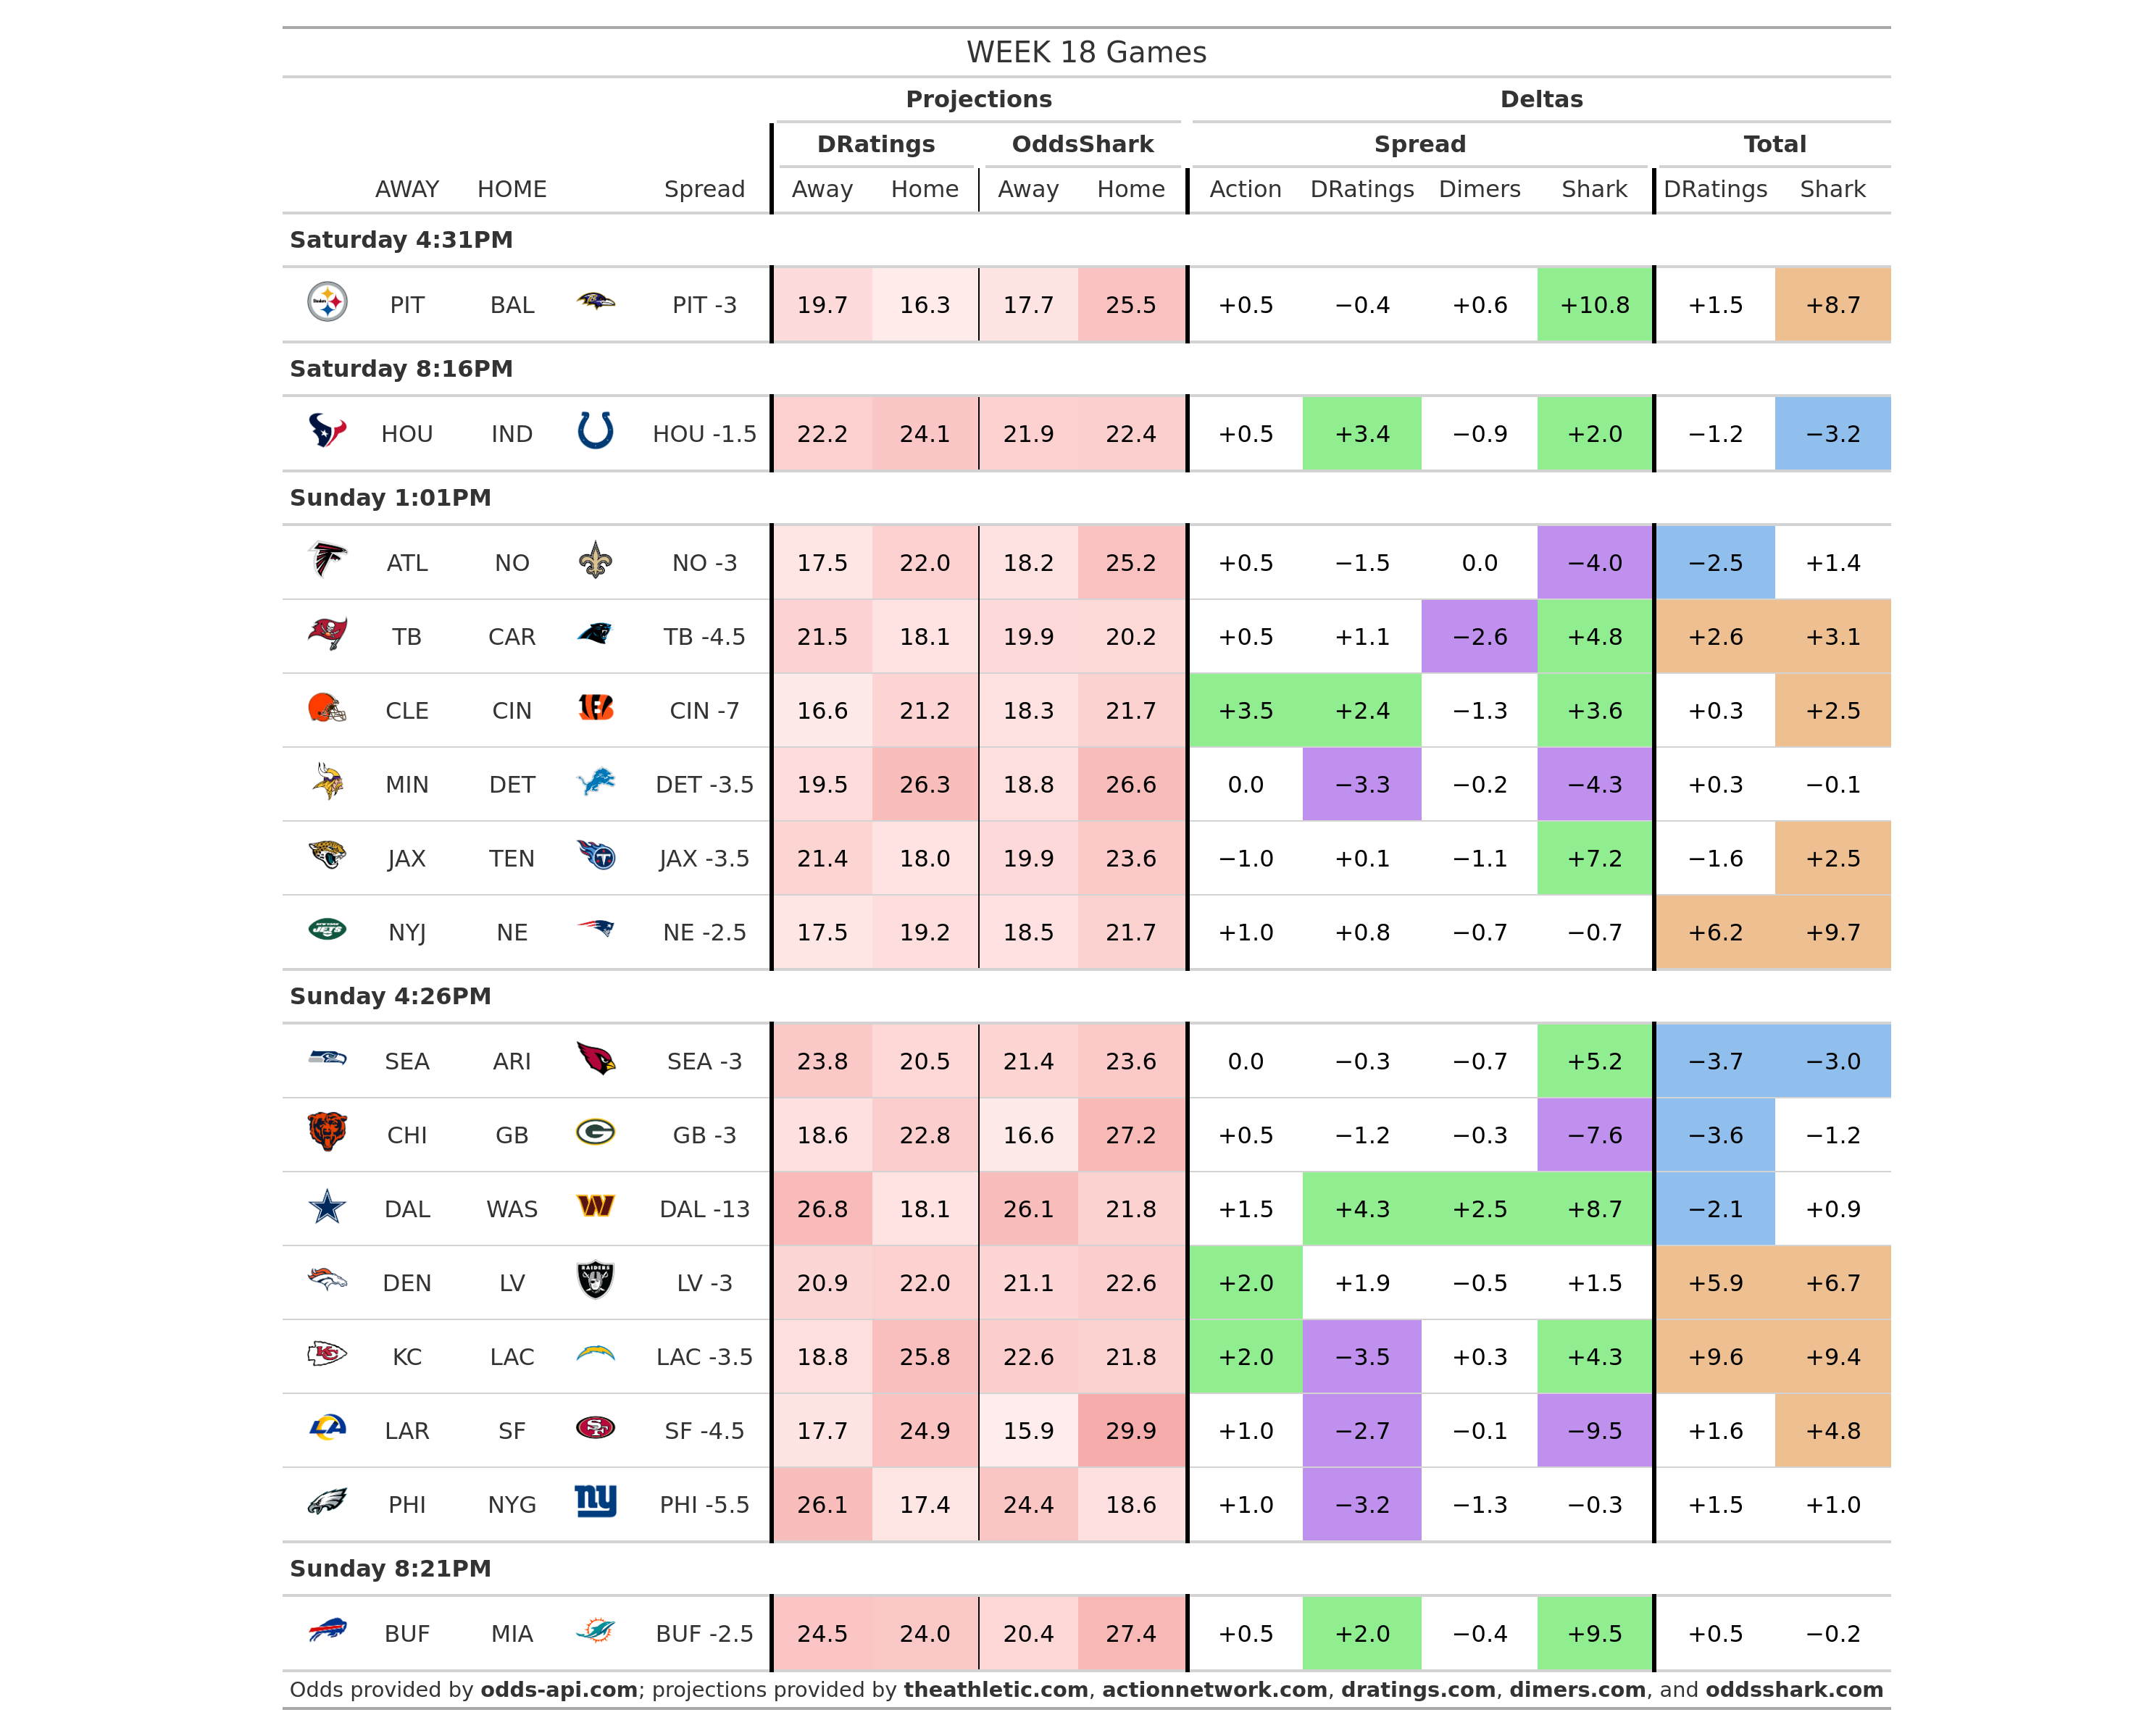 WEEK 18 Games
Projections Deltas
DRatings OddsShark Spread Total
AWAY HOME Spread Away Home Away Home Action DRatings Dimers Shark DRatings Shark
Saturday 4:31PM
PIT BAL PIT -3 19.7 16.3 17.7 25.5 +0.5 −0.4 +0.6 +10.8 +1.5 +8.7
Saturday 8:16PM
HOU IND HOU -1.5 22.2 24.1 21.9 22.4 +0.5 +3.4 −0.9 +2.0 −1.2 −3.2
Sunday 1:01PM
ATL NO NO -3 17.5 22.0 18.2 25.2 +0.5 −1.5 0.0 −4.0 −2.5 +1.4
TB CAR TB -4.5 21.5 18.1 19.9 20.2 +0.5 +1.1 −2.6 +4.8 +2.6 +3.1
CLE CIN CIN -7 16.6 21.2 18.3 21.7 +3.5 +2.4 −1.3 +3.6 +0.3 +2.5
MIN DET DET -3.5 19.5 26.3 18.8 26.6 0.0 −3.3 −0.2 −4.3 +0.3 −0.1
JAX TEN JAX -3.5 21.4 18.0 19.9 23.6 −1.0 +0.1 −1.1 +7.2 −1.6 +2.5
NYJ NE NE -2.5 17.5 19.2 18.5 21.7 +1.0 +0.8 −0.7 −0.7 +6.2 +9.7
Sunday 4:26PM
SEA ARI SEA -3 23.8 20.5 21.4 23.6 0.0 −0.3 −0.7 +5.2 −3.7 −3.0
CHI GB GB -3 18.6 22.8 16.6 27.2 +0.5 −1.2 −0.3 −7.6 −3.6 −1.2
DAL WAS DAL -13 26.8 18.1 26.1 21.8 +1.5 +4.3 +2.5 +8.7 −2.1 +0.9
DEN LV LV -3 20.9 22.0 21.1 22.6 +2.0 +1.9 −0.5 +1.5 +5.9 +6.7
KC LAC LAC -3.5 18.8 25.8 22.6 21.8 +2.0 −3.5 +0.3 +4.3 +9.6 +9.4
LAR SF SF -4.5 17.7 24.9 15.9 29.9 +1.0 −2.7 −0.1 −9.5 +1.6 +4.8
PHI NYG ny PHI -5.5 26.1 17.4 24.4 18.6 +1.0 −3.2 −1.3 −0.3 +1.5 +1.0
Sunday 8:21PM
BUF MIA BUF -2.5 24.5 24.0 20.4 27.4 +0.5 +2.0 −0.4 +9.5 +0.5 −0.2
Odds provided by odds-api.com; projections provided by theathletic.com, actionnetwork.com, dratings.com, dimers.com, and oddsshark.com